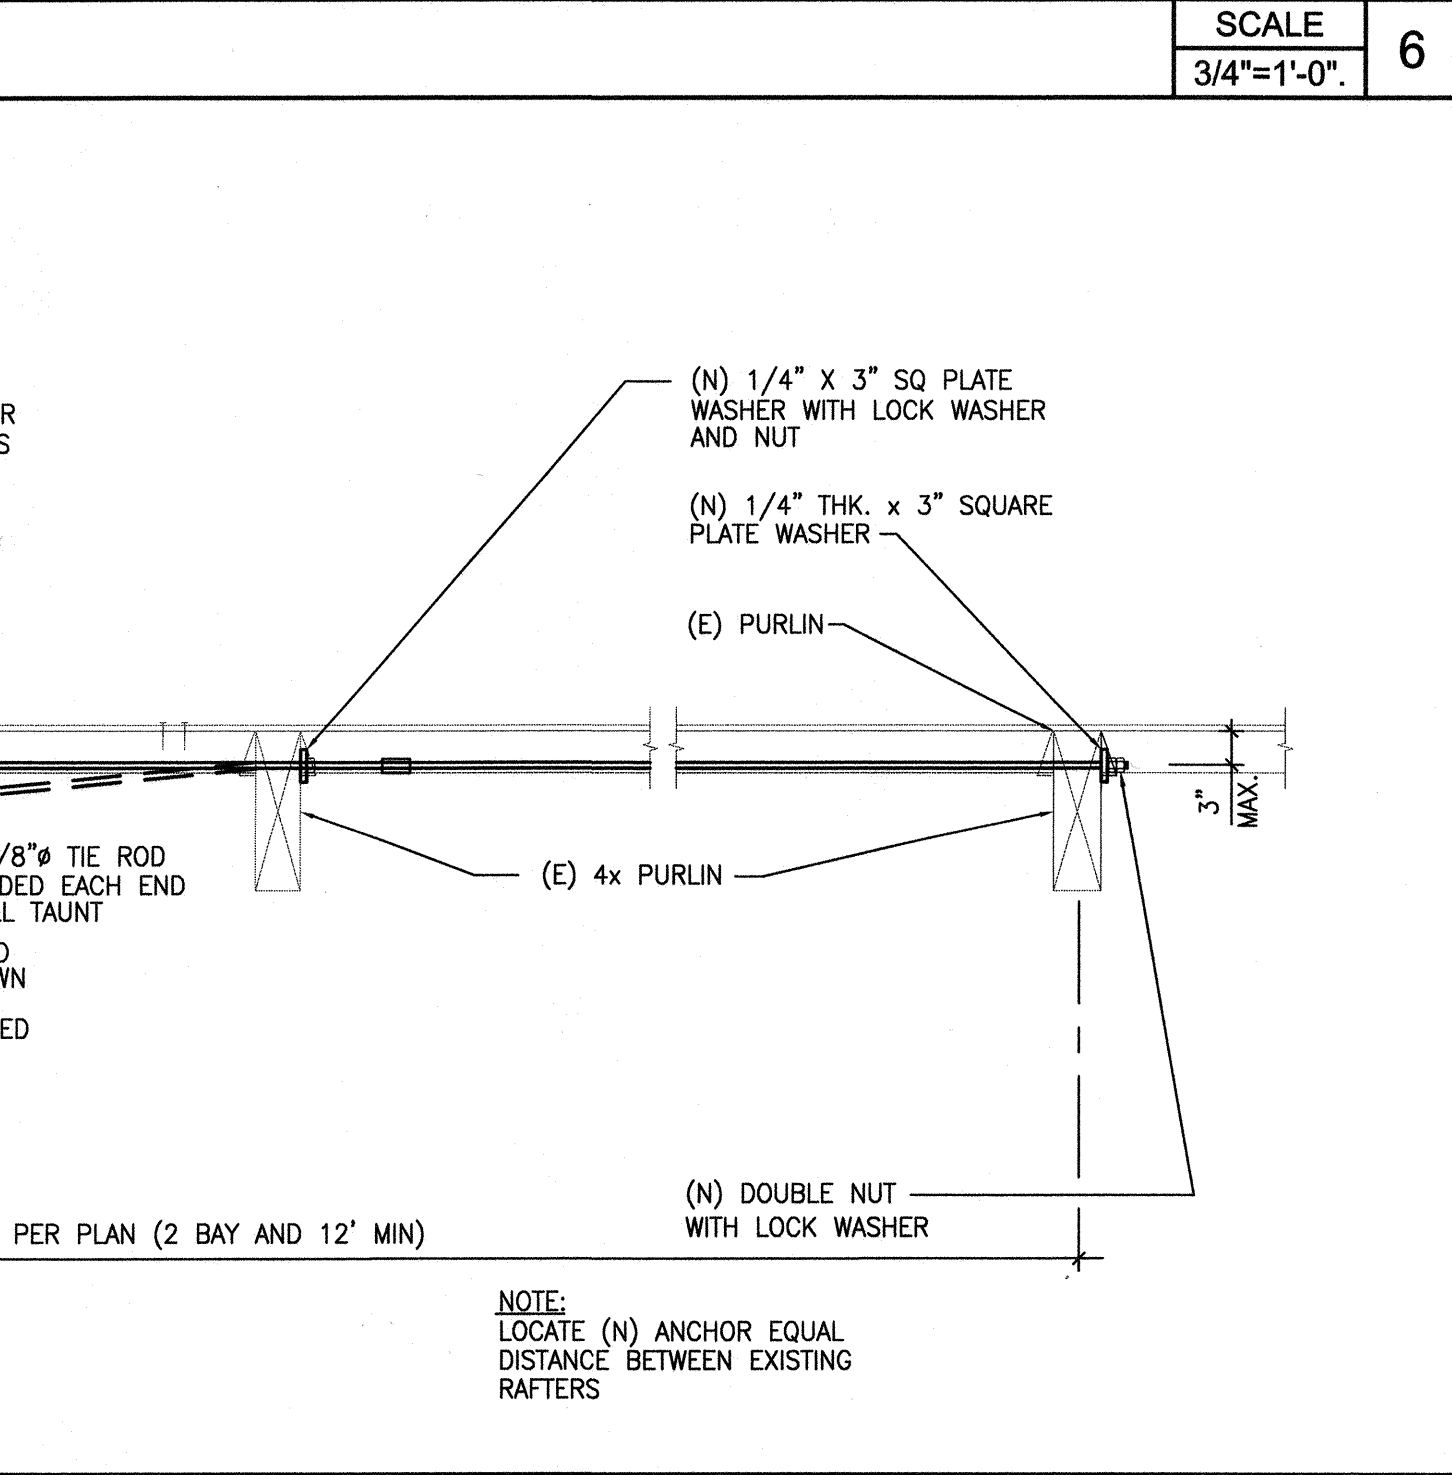 SCALE
3/4"=1'-0".
6
(N) 1/4" X 3" SQ PLATE
WASHER WITH LOCK WASHER
AND NUT
R
S
(N) 1/4" THK. x 3" SQUARE
PLATE WASHER
(E) PURLIN
3"
MAX.
/8"ø TIE ROD
DED EACH END
L TAUNT
(E) 4x PURLIN
WN
ED
(N) DOUBLE NUT
WITH LOCK WASHER
PER PLAN (2 BAY AND 12' MIN)
NOTE:
LOCATE (N) ANCHOR EQUAL
DISTANCE BETWEEN EXISTING
RAFTERS